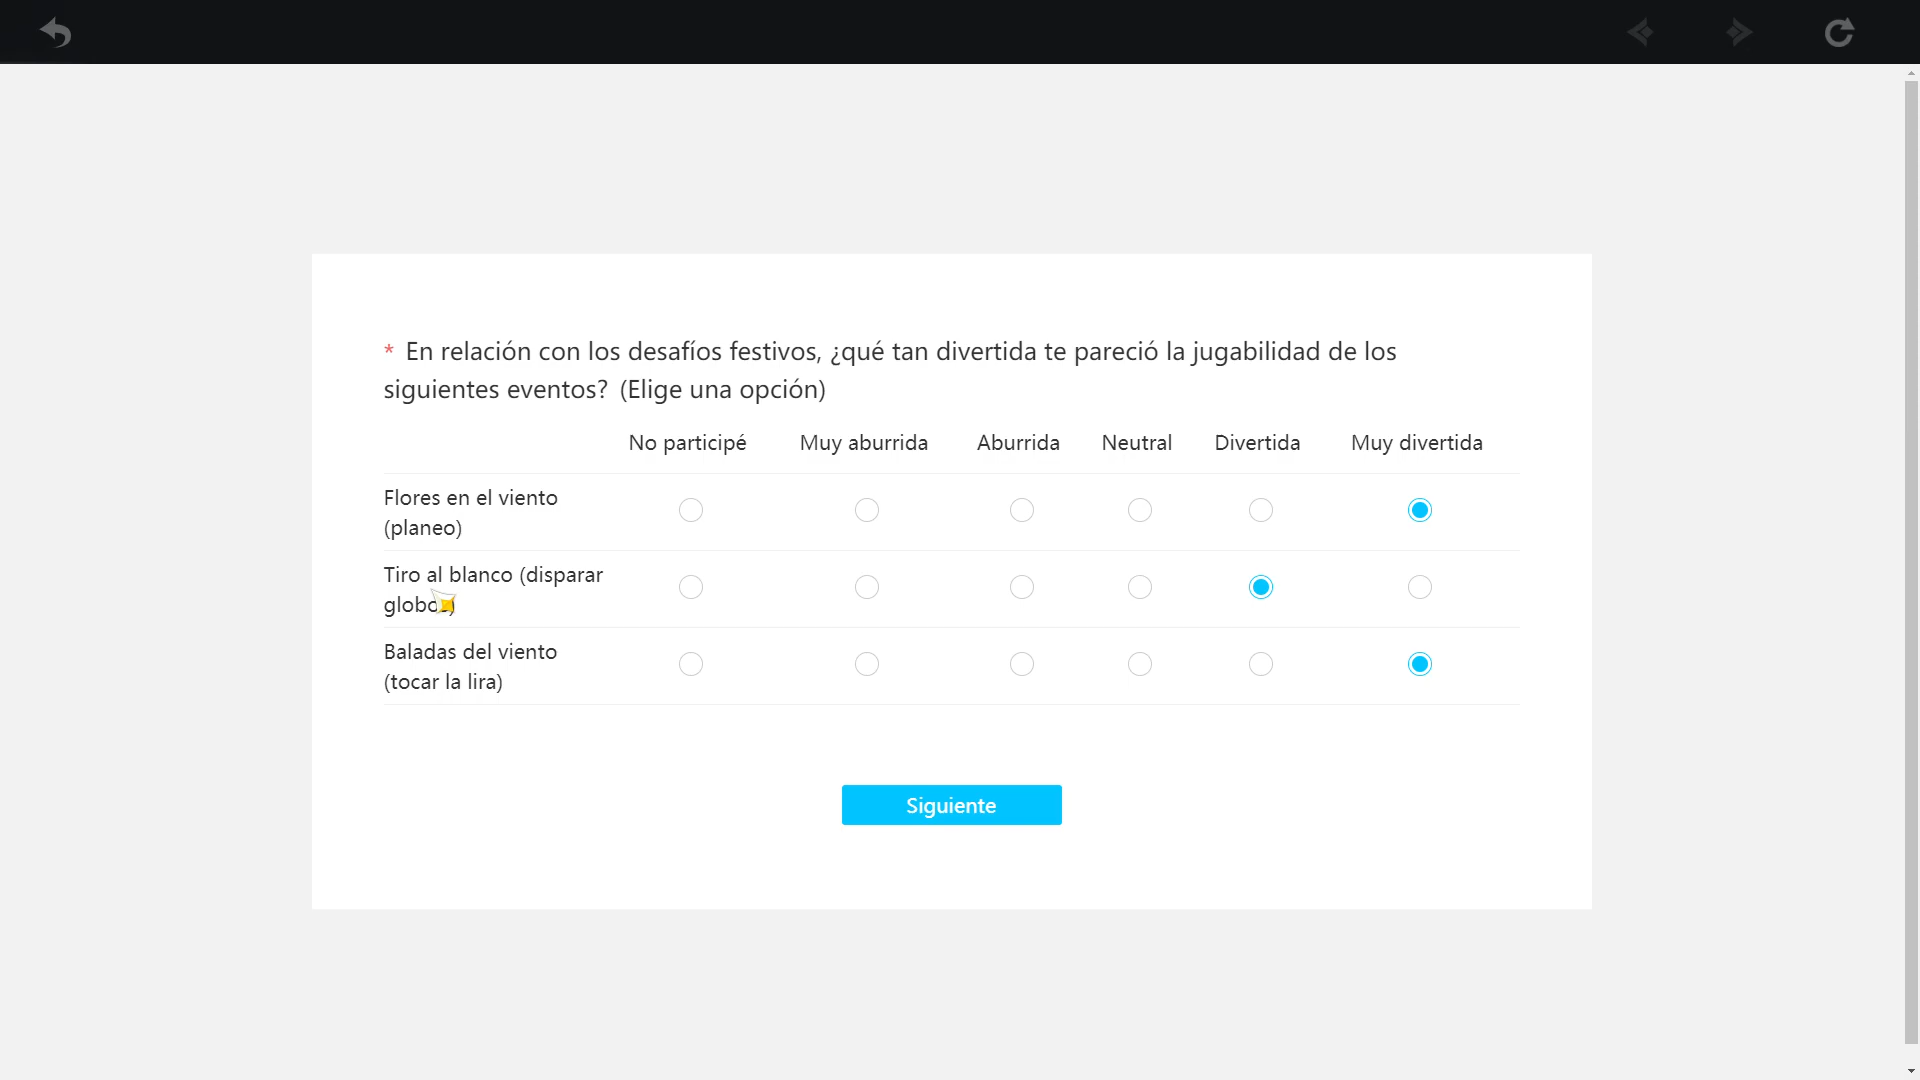 * En relación con los desafíos festivos, ¿qué tan divertida te pareció la jugabilidad de los
siguientes eventos? (Elige una opción)
No participé Muy aburrida Aburrida Neutral Divertida Muy divertida
Flores en el viento
(planeo)
Tiro al blanco (disparar
globos)
Baladas del viento
(tocar la lira)
Siguiente